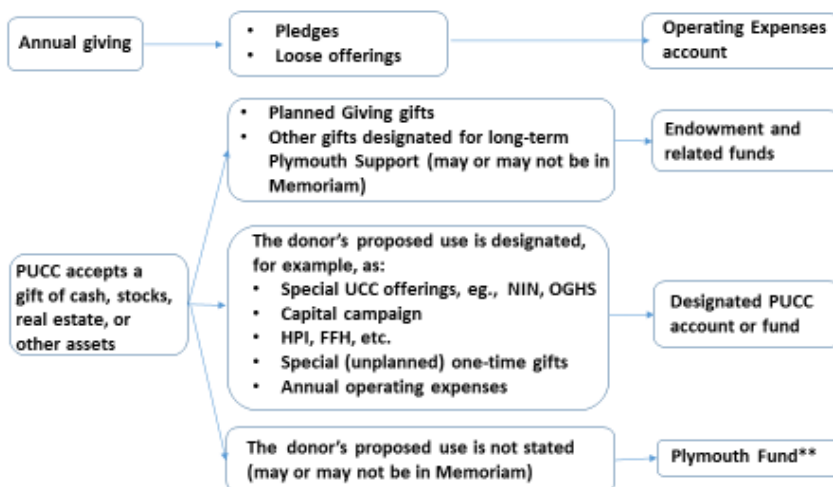 Annual giving
• Pledges
• Loose offerings
Operating Expenses
account
• Planned Giving gifts
• Other gifts designated for long-term
Plymouth Support (may or may not be in
Memoriam)
Endowment and
related funds
PUCC accepts a
gift of cash, stocks,
real estate, or
other assets
The donor's proposed use is designated,
for example, as:
• Special UCC offerings, eg., NIN, OGHS
• Capital campaign
• HPI, FFH, etc.
• Special (unplanned) one-time gifts
• Annual operating expenses
Designated PUCC
account or fund
The donor's proposed use is not stated
(may or may not be in Memoriam)
Plymouth Fund**